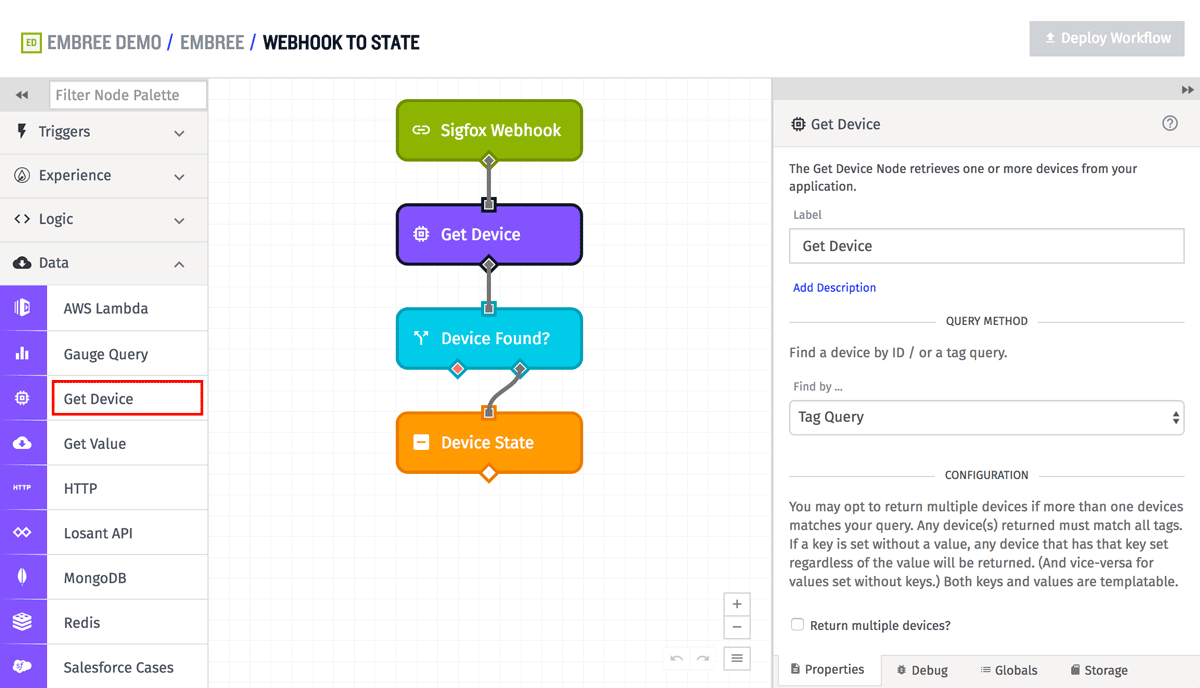 ED EMBREE DEMO / EMBREE / WEBHOOK TO STATE
Deploy Workflow
Filter Node Palette
Triggers
Experience
Logic
Data
AWS Lambda
Gauge Query
Get Device
Get Value
HTTP HTTP
Losant API
MongoDB
Redis
Salesforce Cases
Sigfox Webhook
Get Device
Device Found?
Device State
Get Device
The Get Device Node retrieves one or more devices from your
application.
Label
Get Device
Add Description
QUERY METHOD
Find a device by ID / or a tag query.
Find by ...
Tag Query
CONFIGURATION
You may opt to return multiple devices if more than one devices
matches your query. Any device(s) returned must match all tags.
If a key is set without a value, any device that has that key set
regardless of the value will be returned. (And vice-versa for
values set without keys.) Both keys and values are templatable.
Return multiple devices?
Properties Debug Globals Storage